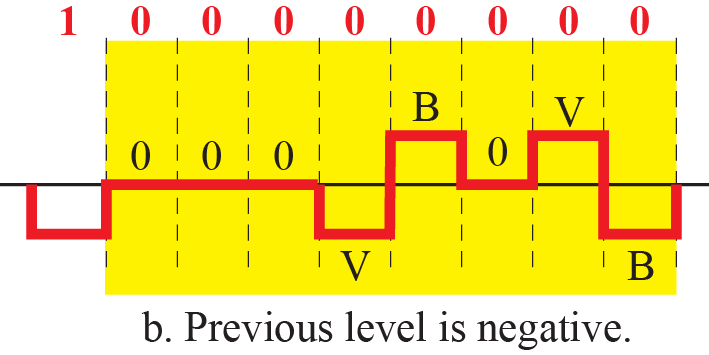 1 0 0 0 0 0 0 0 0
B V
0 0 0 0
V B
b. Previous level is negative.